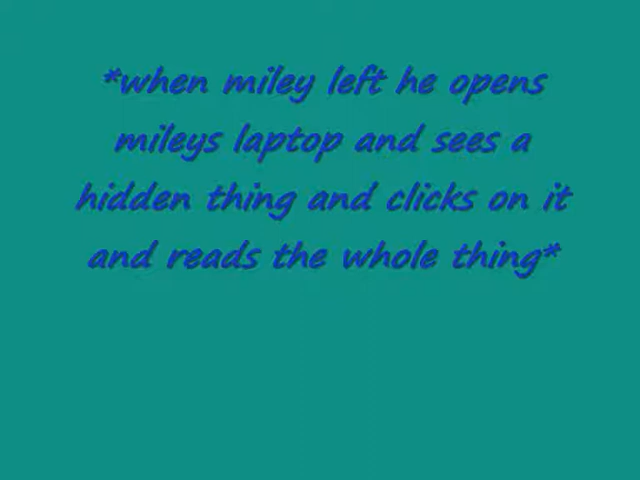 *when miley left he opens
mileys laptop and sees a
hidden thing and clicks on it
and reads the whole thing*